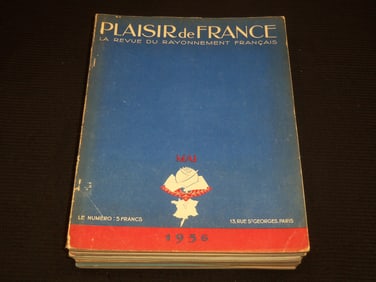 PLAISIR de FRANCE
LA REVUE DU RAYONNEMENT FRANÇAIS
MAI
LE NUMÉRO : 5 FRANCS
13, RUE ST GEORGES, PARIS
1936